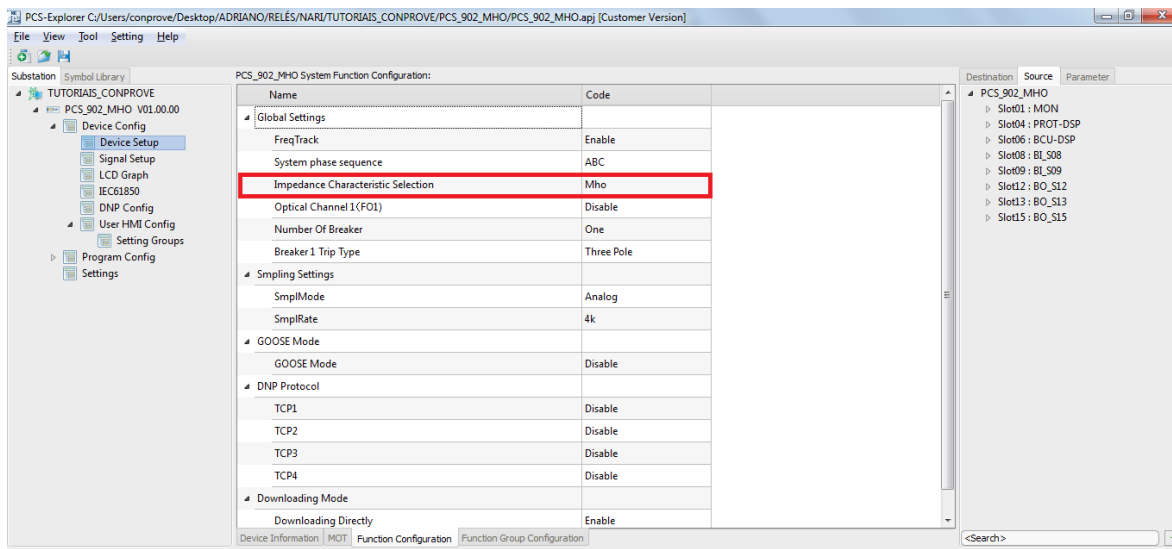 PCS-Explorer C:/Users/conprove/Desktop/ADRIANO/RELÉS/NARI/TUTORIAIS_CONPROVE/PCS_902_MHO/PCS_902_MHO.apj [Customer Version]
File View Tool Setting Help
Substation Symbol Library
TUTORIAIS_CONPROVE
PCS_902_MHO V01.00.00
Device Config
Device Setup
Signal Setup
LCD Graph
IEC61850
DNP Config
User HMI Config
Setting Groups
Program Config
Settings
PCS_902_MHO System Function Configuration:
Name Code
Global Settings
FreqTrack Enable
System phase sequence ABC
Impedance Characteristic Selection Mho
Optical Channel 1(FO1) Disable
Number Of Breaker One
Breaker 1 Trip Type Three Pole
Smpling Settings
SmplMode Analog
SmplRate 4k
GOOSE Mode
GOOSE Mode Disable
DNP Protocol
TCP1 Disable
TCP2 Disable
TCP3 Disable
TCP4 Disable
Downloading Mode
Downloading Directly Enable
Device Information MOT Function Configuration Function Group Configuration
Destination Source Parameter
PCS_902_MHO
Slot01 : MON
Slot04 : PROT-DSP
Slot06 : BCU-DSP
Slot08 : BI_S08
Slot09 : BI_S09
Slot12 : BO_S12
Slot13 : BO_S13
Slot15 : BO_S15
<Search>